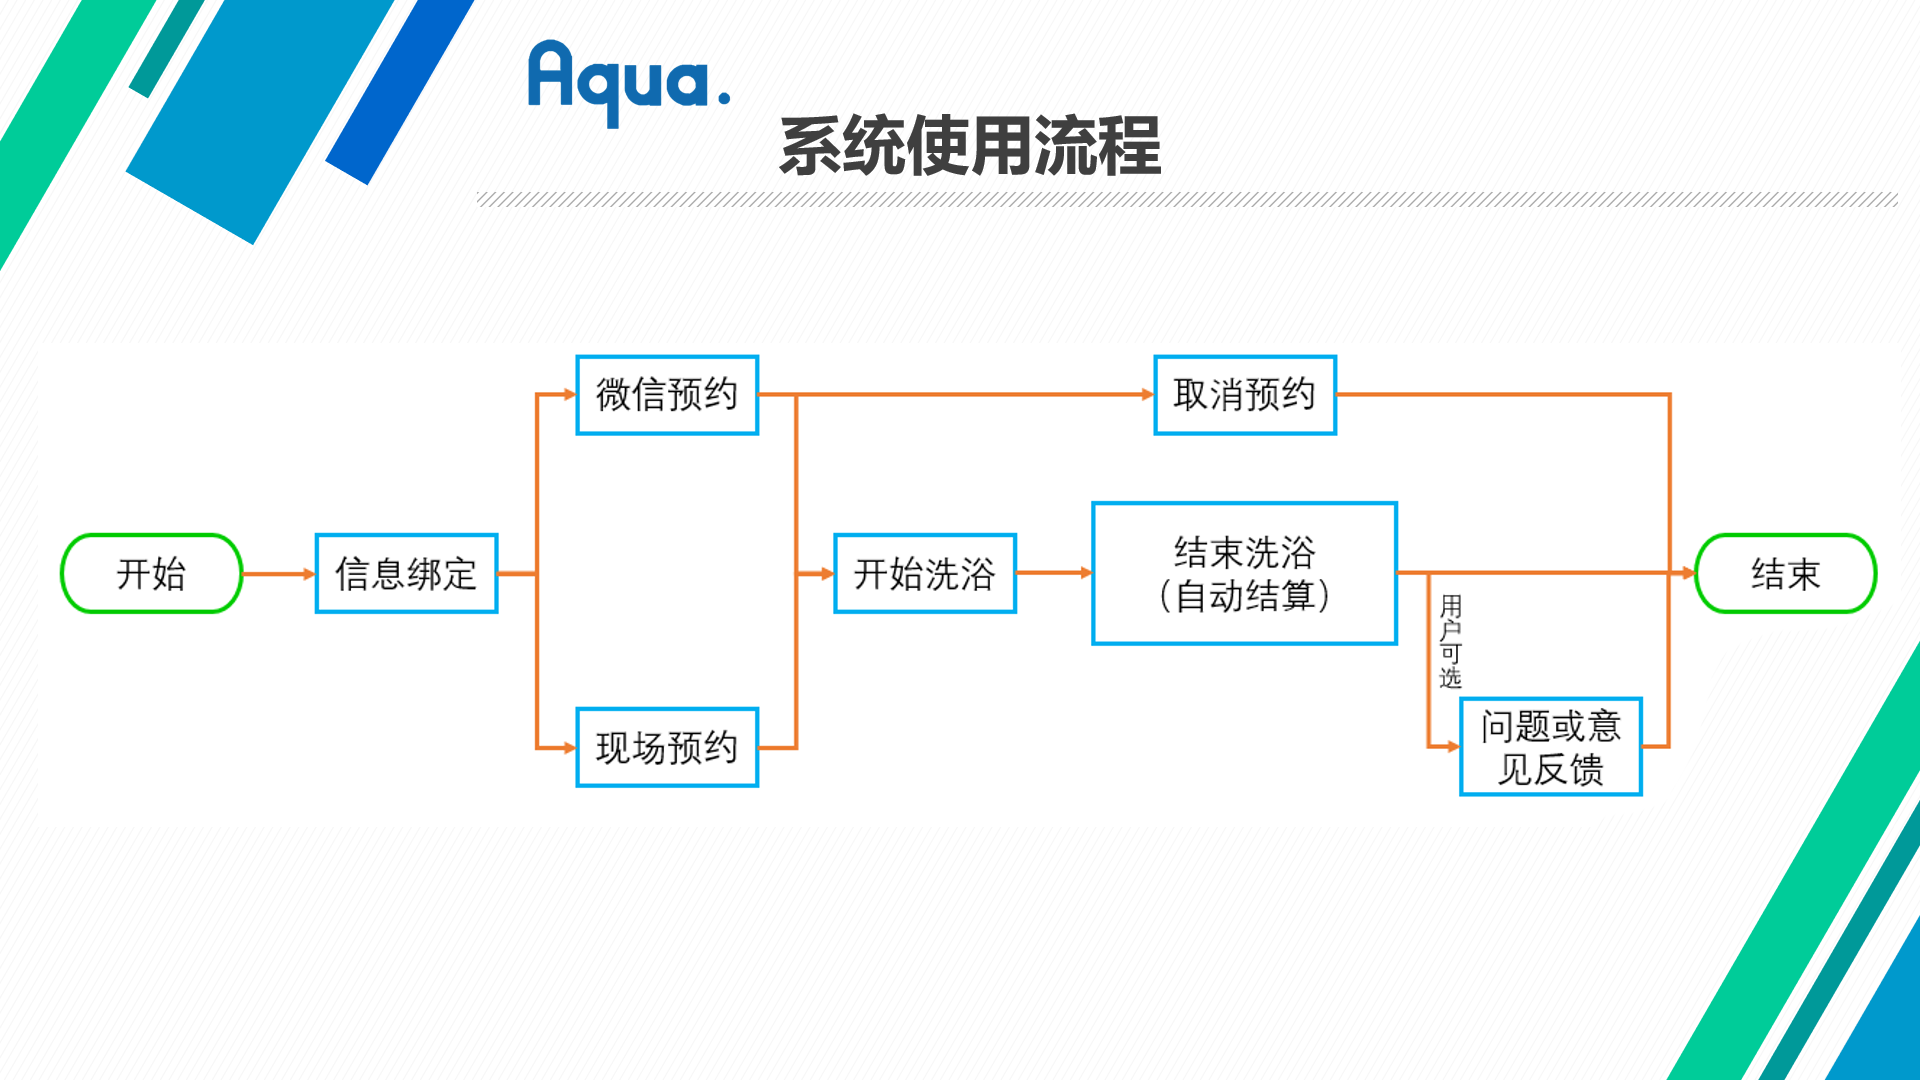 Aqua.
系统使用流程
微信预约
取消预约
开始
信息绑定
开始洗浴
结束洗浴
（自动结算）
结束
用户可选
现场预约
问题或意
见反馈